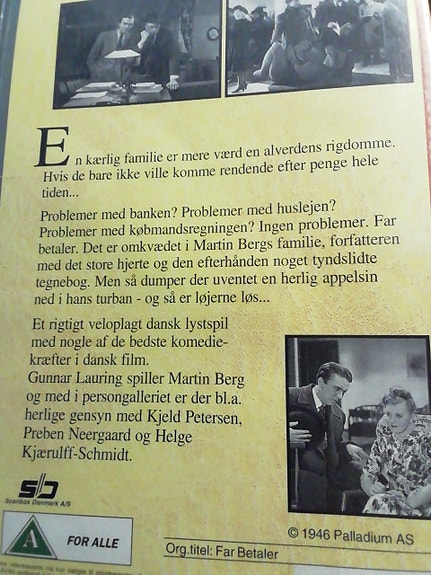 En kærlig familie er mere værd en alverdens rigdomme.
Hvis de bare ikke ville komme rendende efter penge hele
tiden...
Problemer med banken? Problemer med huslejen?
Problemer med købmandsregningen? Ingen problemer. Far
betaler. Det er omkvædet i Martin Bergs familie, forfatteren
med det store hjerte og den efterhånden noget tyndslidte
tegnebog. Men så dumper der uventet en herlig appelsin
ned i hans turban - og så er løjerne løs...
Et rigtigt veloplagt dansk lystspil
med nogle af de bedste komedie-
kræfter i dansk film.
Gunnar Lauring spiller Martin Berg
og med i persongalleriet er der bl.a.
herlige gensyn med Kjeld Petersen,
Preben Neergaard og Helge
Kjærulff-Schmidt.
Scanbox Danmark A/S
© 1946 Palladium AS
A FOR ALLE
Org.titel: Far Betaler